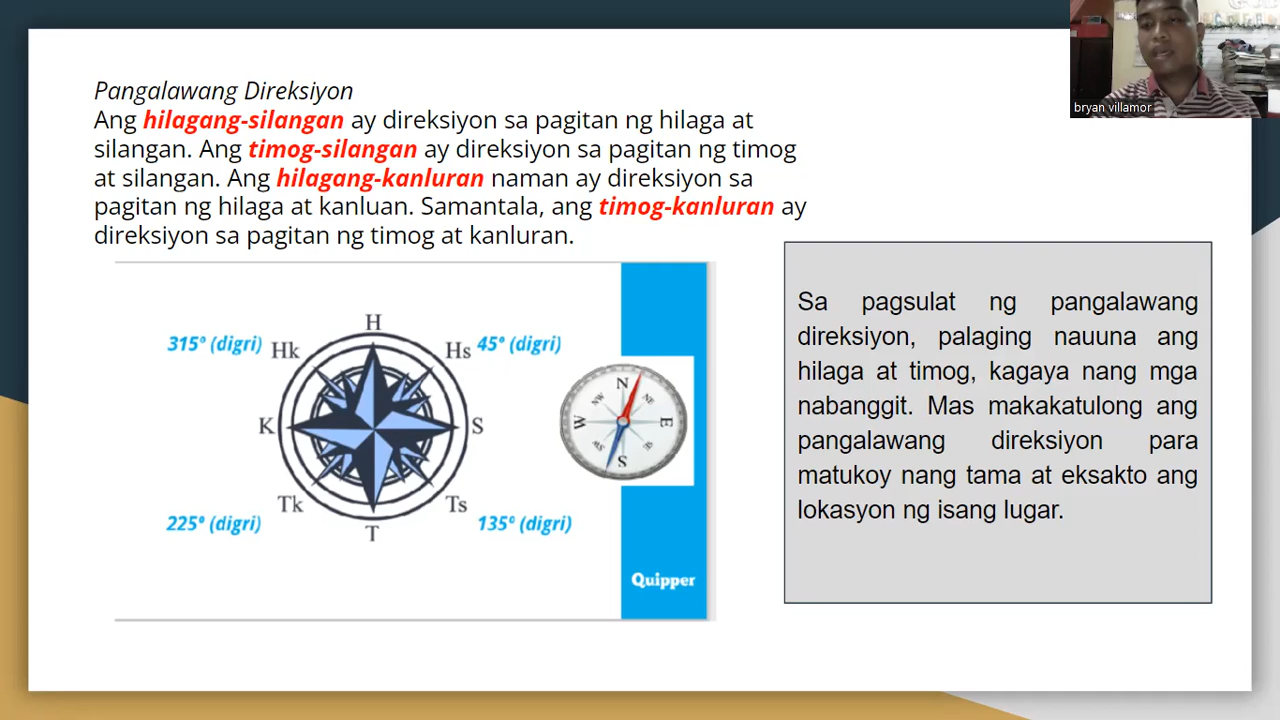 Pangalawang Direksiyon
Ang hilagang-silangan ay direksiyon sa pagitan ng hilaga at
silangan. Ang timog-silangan ay direksiyon sa pagitan ng timog
at silangan. Ang hilagang-kanluran naman ay direksiyon sa
pagitan ng hilaga at kanluan. Samantala, ang timog-kanluran ay
direksiyon sa pagitan ng timog at kanluran.
bryan villamor
H
315° (digri) Hk Hs 45° (digri)
K S
Tk Ts
225° (digri) 135° (digri)
T
N
NW NE
W E
SW SE
S
Quipper
Sa pagsulat ng pangalawang
direksiyon, palaging nauuna ang
hilaga at timog, kagaya nang mga
nabanggit. Mas makakatulong ang
pangalawang direksiyon para
matukoy nang tama at eksakto ang
lokasyon ng isang lugar.